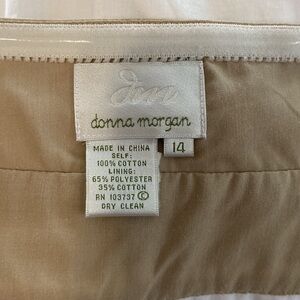 dm
donna morgan
14
MADE IN CHINA
SELF:
100% COTTON
LINING:
65% POLYESTER
35% COTTON
RN 103737 ©
DRY CLEAN